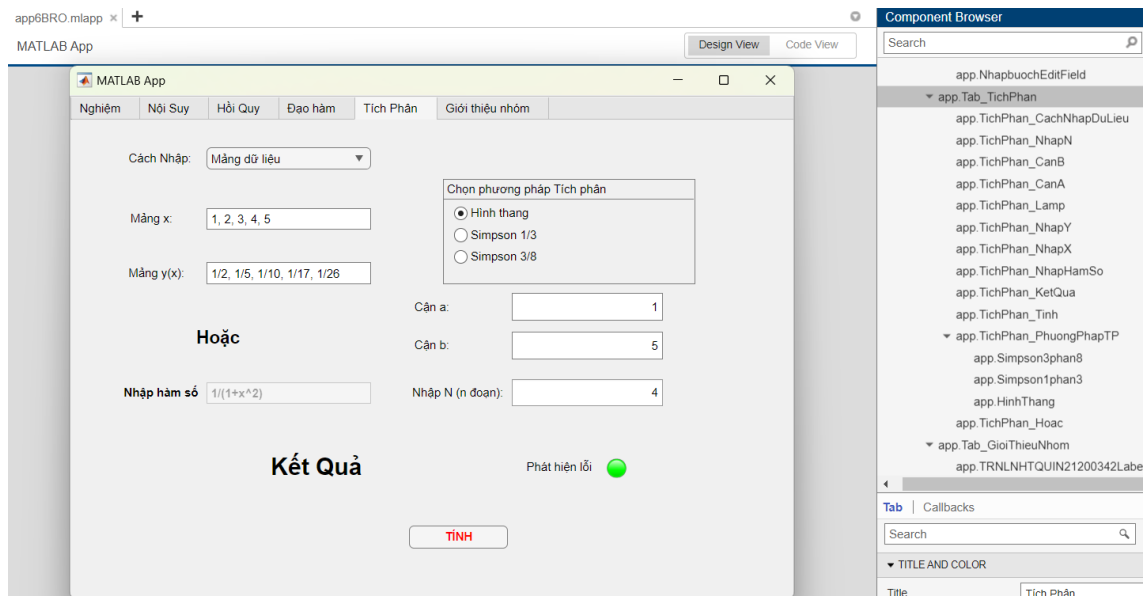 app6BRO.mlapp × +
MATLAB App
Design View Code View
MATLAB App
Nghiệm Nội Suy Hồi Quy Đạo hàm Tích Phân Giới thiệu nhóm
Cách Nhập: Mảng dữ liệu
Mảng x: 1, 2, 3, 4, 5
Mảng y(x): 1/2, 1/5, 1/10, 1/17, 1/26
Hoặc
Nhập hàm số 1/(1+x^2)
Chọn phương pháp Tích phân
Hình thang
Simpson 1/3
Simpson 3/8
Cận a: 1
Cận b: 5
Nhập N (n đoạn): 4
Kết Quả
Phát hiện lỗi
TÍNH
Component Browser
Search
app.NhapbuochEditField
app.Tab_TichPhan
app.TichPhan_CachNhapDuLieu
app.TichPhan_NhapN
app.TichPhan_CanB
app.TichPhan_CanA
app.TichPhan_Lamp
app.TichPhan_NhapY
app.TichPhan_NhapX
app.TichPhan_NhapHamSo
app.TichPhan_KetQua
app.TichPhan_Tinh
app.TichPhan_PhuongPhapTP
app.Simpson3phan8
app.Simpson1phan3
app.HinhThang
app.TichPhan_Hoac
app.Tab_GioiThieuNhom
app.TRNLNHTQUIN21200342Labe
Tab Callbacks
Search
TITLE AND COLOR
Title Tích Phân